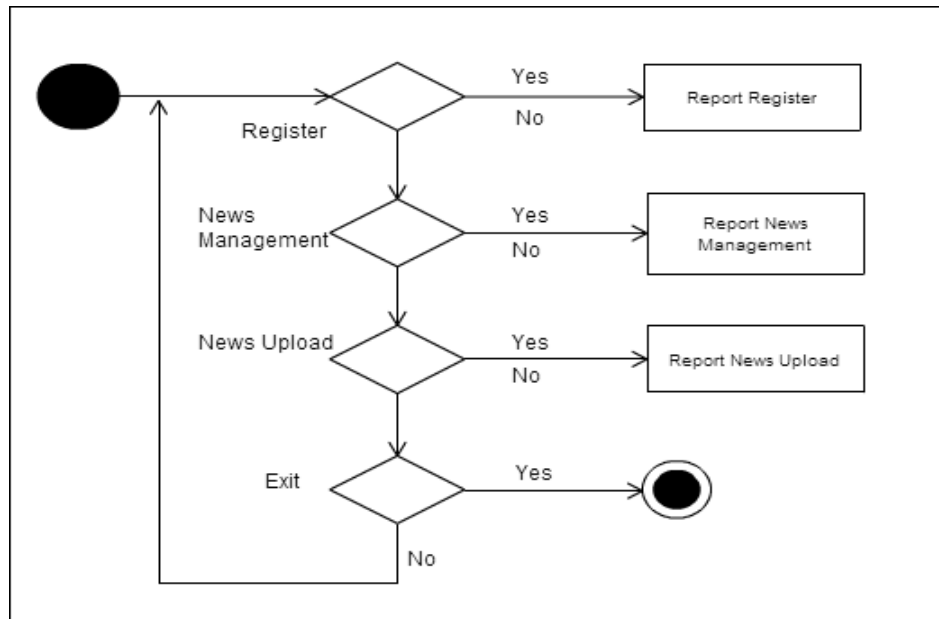 Yes
Report Register
No
Register
News
Management
Yes
No
Report News
Management
News Upload
Yes
No
Report News Upload
Exit
Yes
No